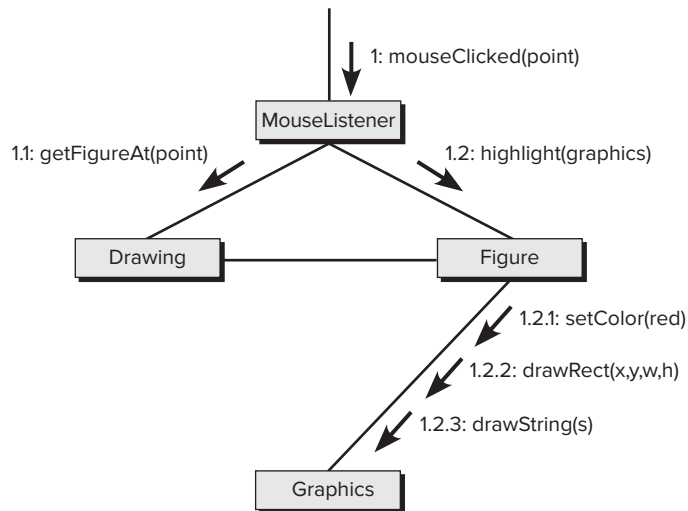 1: mouseClicked(point)
MouseListener
1.1: getFigureAt(point)
1.2: highlight(graphics)
Drawing
Figure
1.2.1: setColor(red)
1.2.2: drawRect(x,y,w,h)
1.2.3: drawString(s)
Graphics